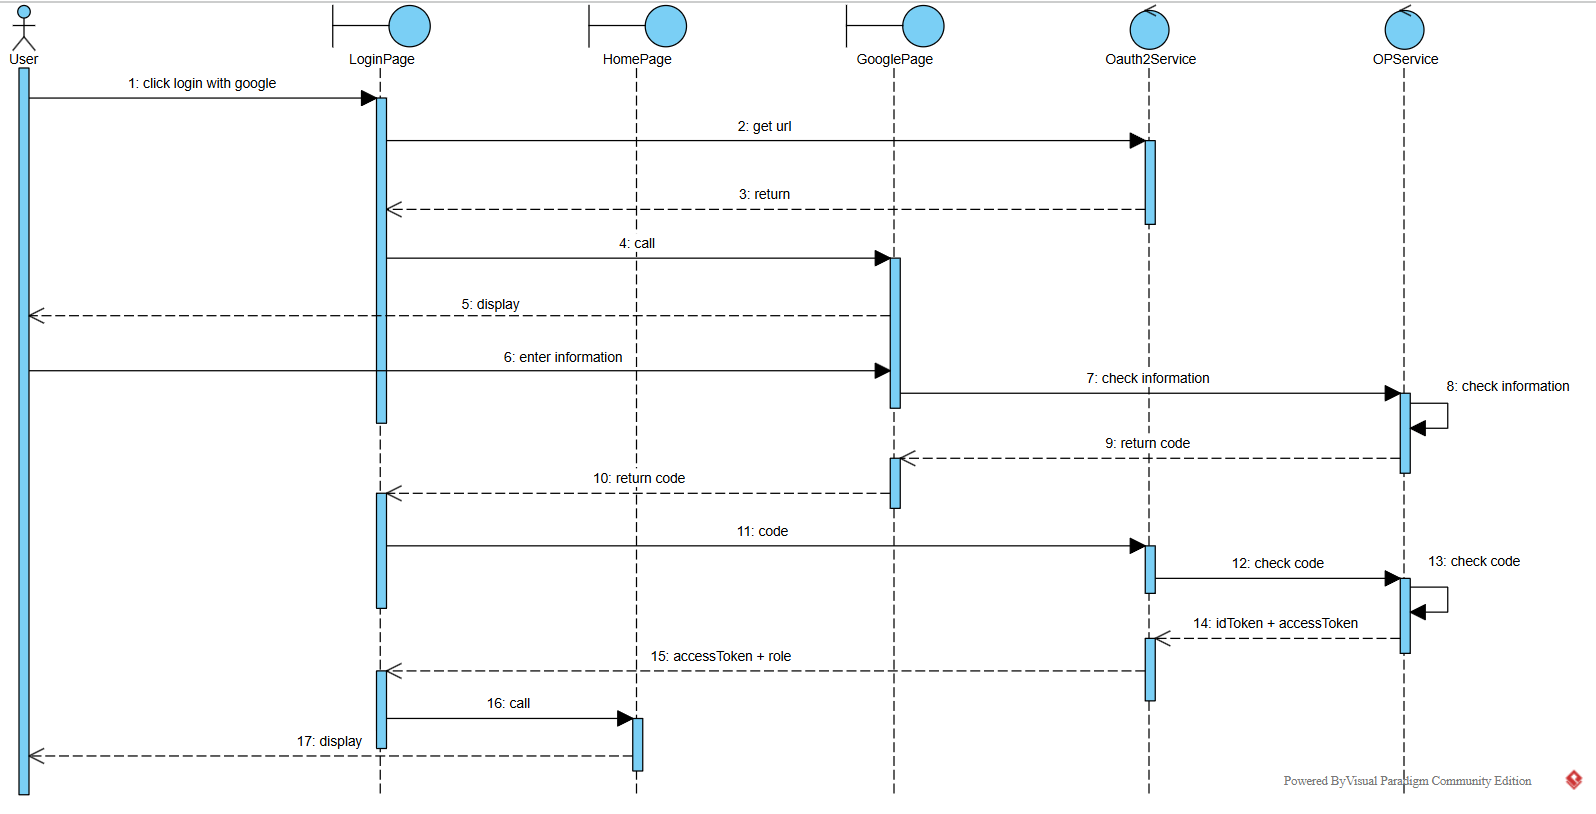 User
LoginPage
HomePage
GooglePage
Oauth2Service
OPService
1: click login with google
2: get url
3: return
4: call
5: display
6: enter information
7: check information
8: check information
9: return code
10: return code
11: code
12: check code
13: check code
14: idToken + accessToken
15: accessToken + role
16: call
17: display
Powered ByVisual Paradigm Community Edition